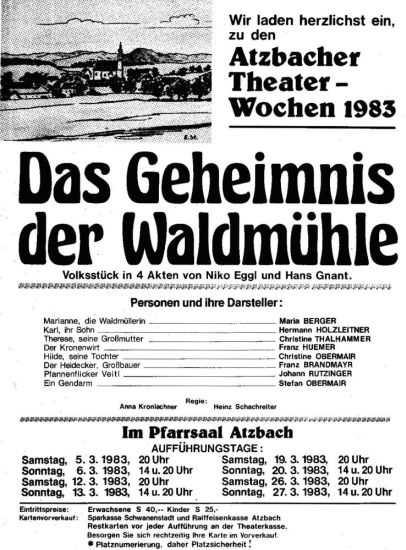 Wir laden herzlichst ein,
zu den
Atzbacher
Theater-
Wochen 1983
Das Geheimnis
der Waldmühle
Volksstück in 4 Akten von Niko Eggl und Hans Gnant.
Personen und ihre Darsteller:
Marianne, die Waldmüllerin Maria BERGER
Karl, ihr Sohn Hermann HOLZLEITNER
Therese, seine Großmutter Christine THALHAMMER
Der Kronenwirt Franz HUEMER
Hilde, seine Tochter Christine OBERMAIR
Der Heidecker, Großbauer Franz BRANDMAYR
Pfannenflicker Veitl Johann RUTZINGER
Ein Gendarm Stefan OBERMAIR
Regie:
Anna Kronlachner Heinz Schachreiter
Im Pfarrsaal Atzbach
AUFFÜHRUNGSTAGE:
Samstag, 5. 3. 1983, 20 Uhr Samstag, 19. 3. 1983, 20 Uhr
Sonntag, 6. 3. 1983, 14 u. 20 Uhr Sonntag, 20. 3. 1983, 14 u. 20 Uhr
Samstag, 12. 3. 1983, 20 Uhr Samstag, 26. 3. 1983, 20 Uhr
Sonntag, 13. 3. 1983, 14 u. 20 Uhr Sonntag, 27. 3. 1983, 14 u. 20 Uhr
Eintrittspreise: Erwachsene S 40,-- Kinder S 25,-
Kartenvorverkauf: Sparkasse Schwanenstadt und Raiffeisenkasse Atzbach
Restkarten vor jeder Aufführung an der Theaterkasse.
Besorgen Sie sich rechtzeitig Ihre Karte im Vorverkauf.
* Platznumerierung, daher Platzsicherheit!